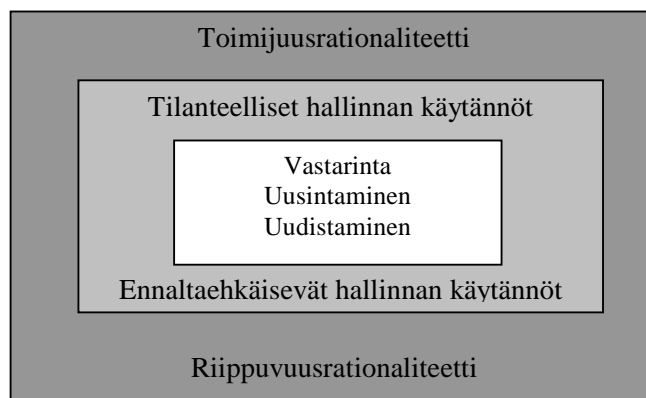 Toimijuusrationaliteetti
Tilanteelliset hallinnan käytännöt
Vastarinta
Uusintaminen
Uudistaminen
Ennaltaehkäisevät hallinnan käytännöt
Riippuvuusrationaliteetti